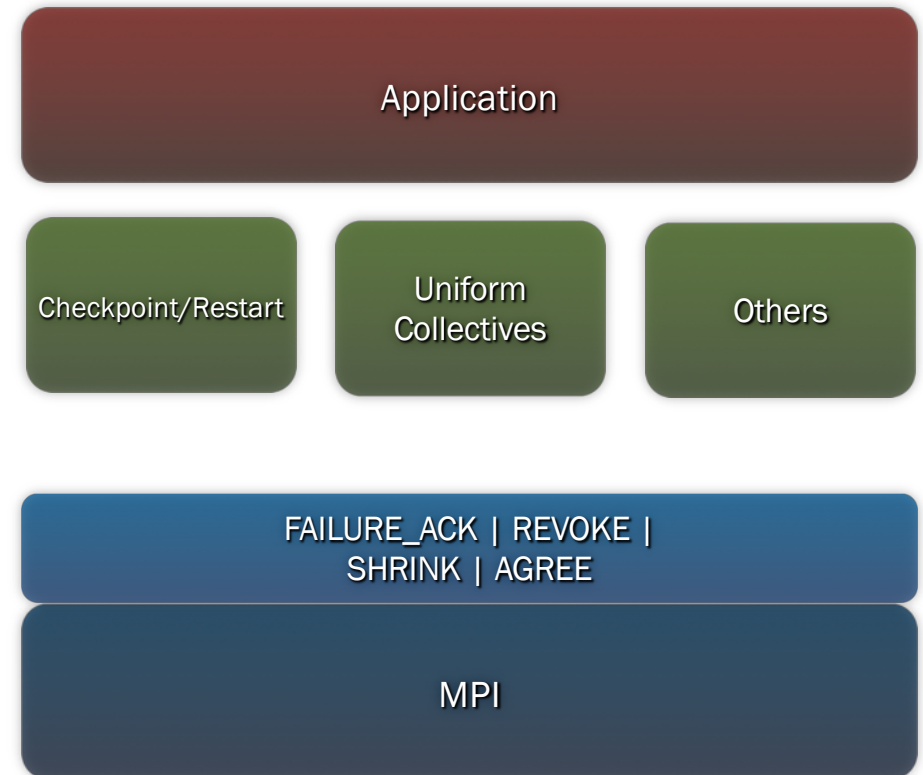 Application
Checkpoint/Restart
Uniform
Collectives
Others
FAILURE_ACK | REVOKE |
SHRINK | AGREE
MPI